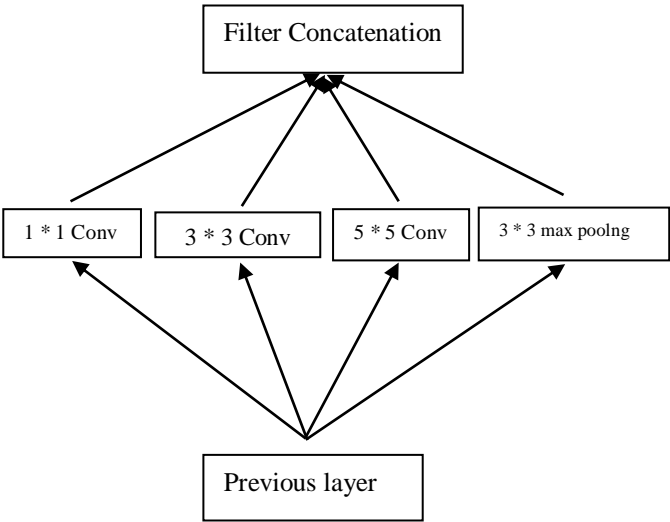 Filter Concatenation
1 * 1 Conv
3 * 3 Conv
5 * 5 Conv
3 * 3 max poolng
Previous layer